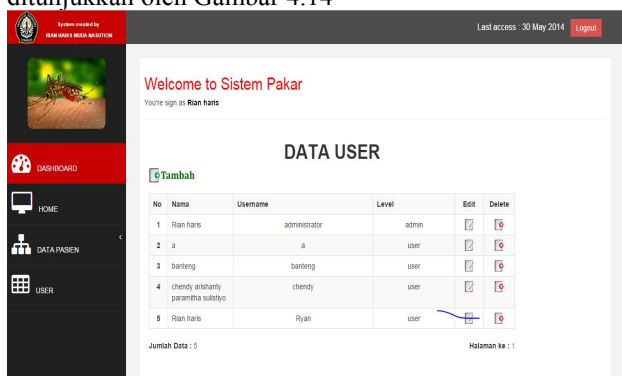 ditunjukkan oleh Gambar 4.14
System created by
RIAN HARIS MUDA NASUTION
Last access : 30 May 2014 Logout
Welcome to Sistem Pakar
You're sign as Rian haris
DATA USER
Tambah
DASHBOARD
HOME
DATA PASIEN
USER
No Nama Username Level Edit Delete
1 Rian haris administrator admin
2 a a user
3 banteng banteng user
4 chendy arishanty chendy user
paramitha sulistiyo
5 Rian haris Ryan user
Jumlah Data : 5 Halaman ke : 1